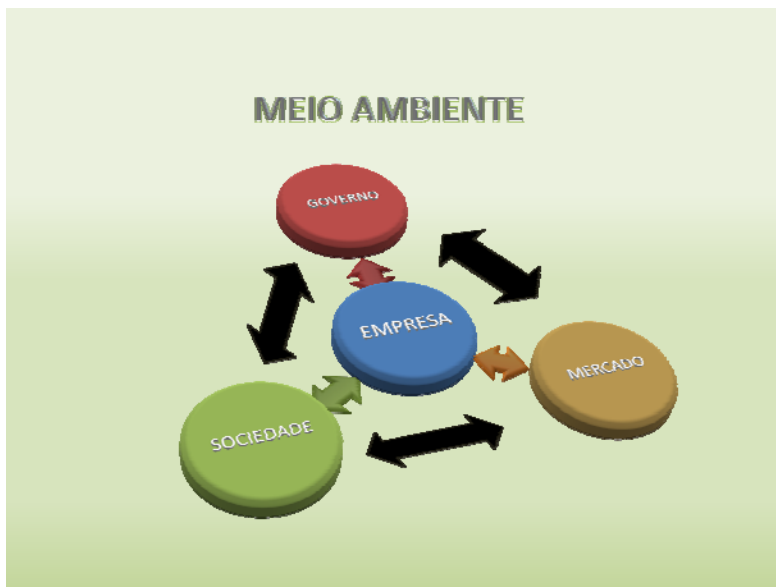 MEIO AMBIENTE
GOVERNO
EMPRESA
MERCADO
SOCIEDADE